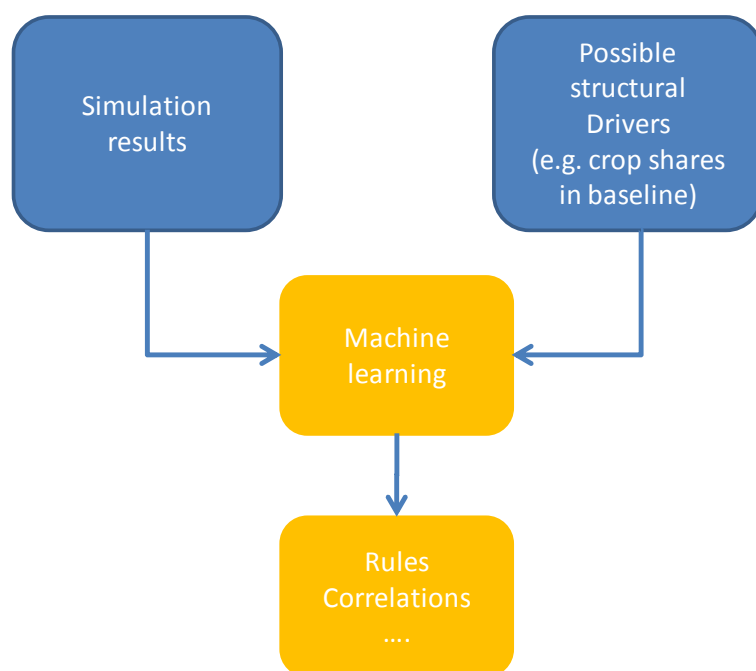 Simulation
results
Possible
structural
Drivers
(e.g. crop shares
in baseline)
Machine
learning
Rules
Correlations
....